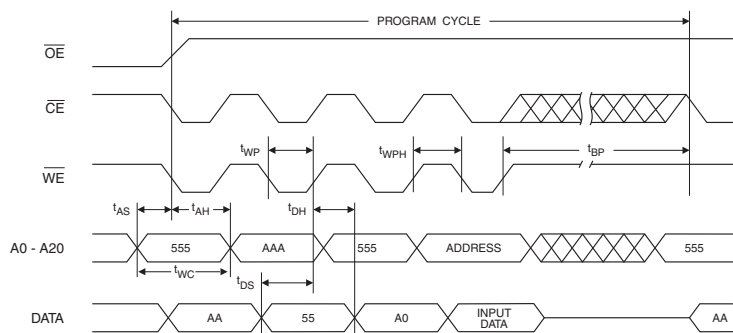 PROGRAM CYCLE
OE
CE
tWP
tWPH
tBP
WE
tAS
tAH
tDH
A0 - A20
555
AAA
555
ADDRESS
555
tWC
tDS
DATA
AA
55
A0
INPUT
DATA
AA